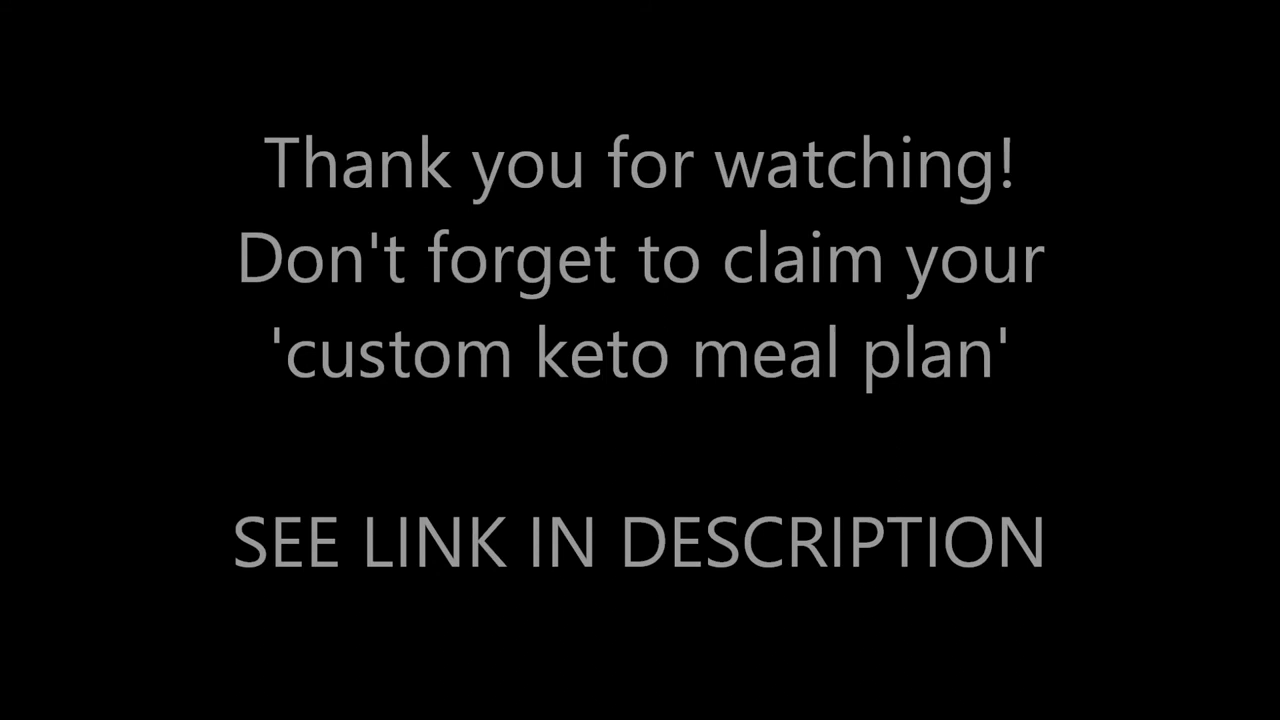 Thank you for watching!
Don't forget to claim your
'custom keto meal plan'
SEE LINK IN DESCRIPTION